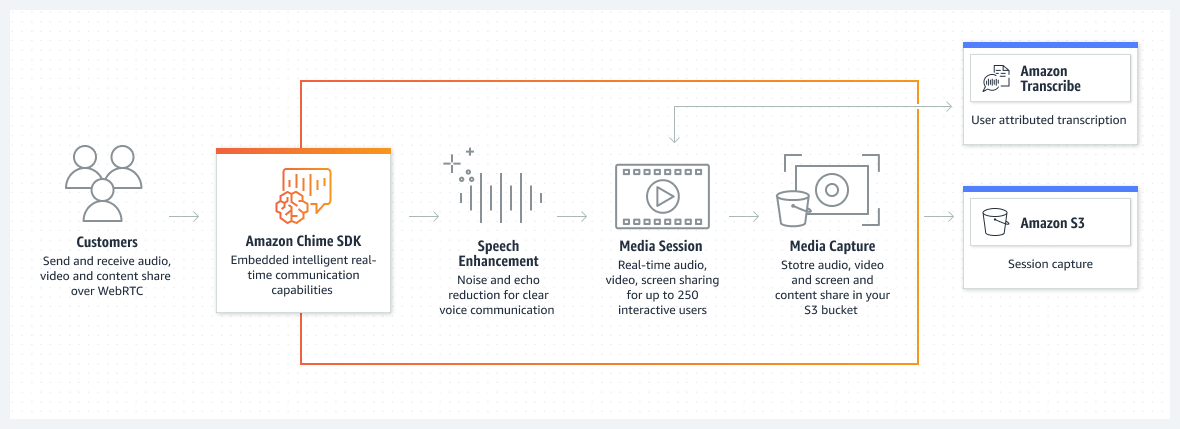 Customers
Send and receive audio,
video and content share
over WebRTC
Amazon Chime SDK
Embedded intelligent real-
time communication
capabilities
Speech
Enhancement
Noise and echo
reduction for clear
voice communication
Media Session
Real-time audio,
video, screen sharing
for up to 250
interactive users
Media Capture
Stotre audio, video
and screen and
content share in your
S3 bucket
Amazon
Transcribe
User attributed transcription
Amazon S3
Session capture